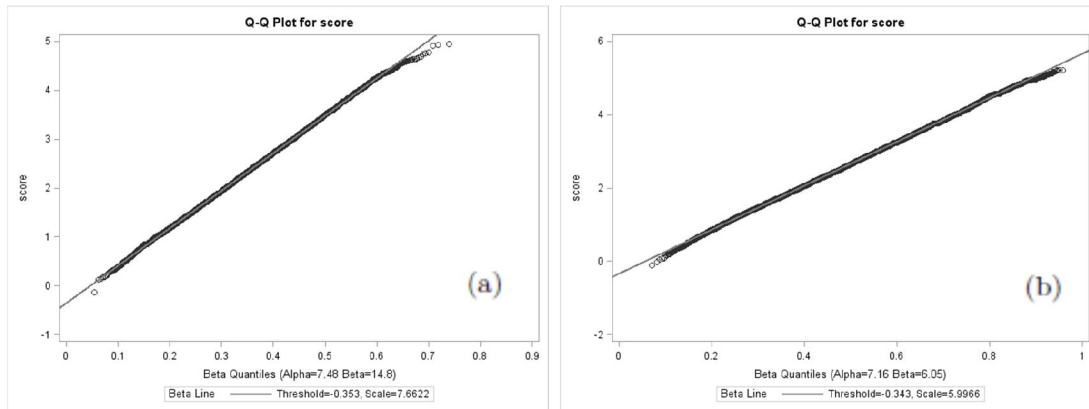 Q-Q Plot for score
5
4
3
2
1
0
-1
score
(a)
0 0.1 0.2 0.3 0.4 0.5 0.6 0.7 0.8 0.9
Beta Quantiles (Alpha=7.48 Beta=14.8)
Beta Line Threshold=-0.353, Scale=7.6622
Q-Q Plot for score
6
4
2
0
-2
score
(b)
0 0.2 0.4 0.6 0.8 1
Beta Quantiles (Alpha=7.16 Beta=6.05)
Beta Line Threshold=-0.343, Scale=5.9966